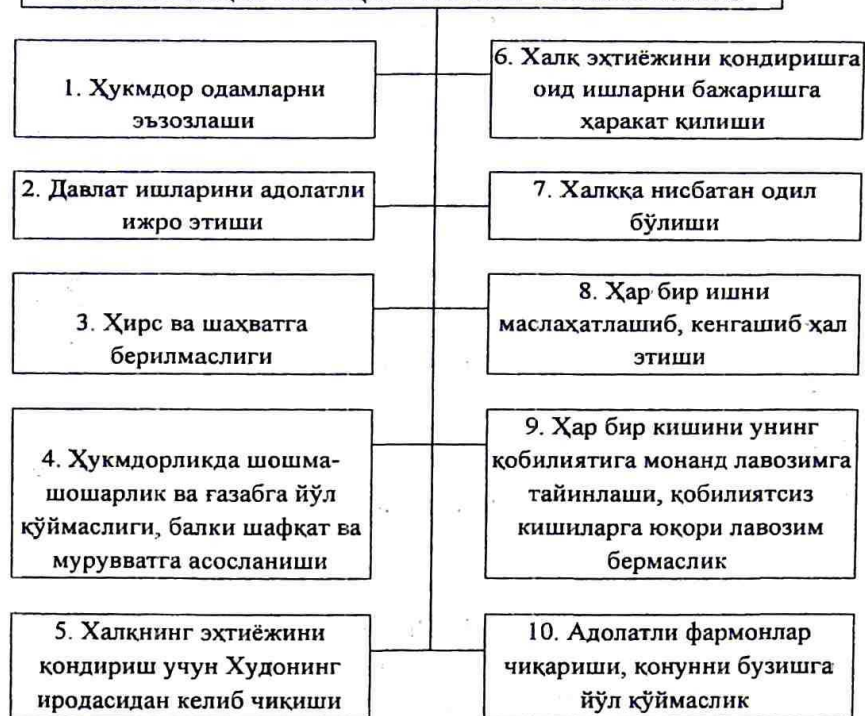 1. Ҳукмдор одамларни
эъзозлаши
2. Давлат ишларини адолатли
ижро этиши
3. Ҳирс ва шаҳватга
берилмаслиги
4. Ҳукмдорликда шошма-
шошарлик ва ғазабга йўл
қўймаслиги, балки шафқат ва
мурувватга асосланиши
5. Халқнинг эҳтиёжини
қондириш учун Худонинг
иродасидан келиб чиқиши
6. Халқ эҳтиёжини қондиришга
оид ишларни бажаришга
ҳаракат қилиши
7. Халққа нисбатан одил
бўлиши
8. Ҳар бир ишни
маслаҳатлашиб, кенгашиб ҳал
этиши
9. Ҳар бир кишини унинг
қобилиятига монанд лавозимга
тайинлаши, қобилиятсиз
кишиларга юқори лавозим
бермаслик
10. Адолатли фармонлар
чиқариши, қонунни бузишга
йўл қўймаслик